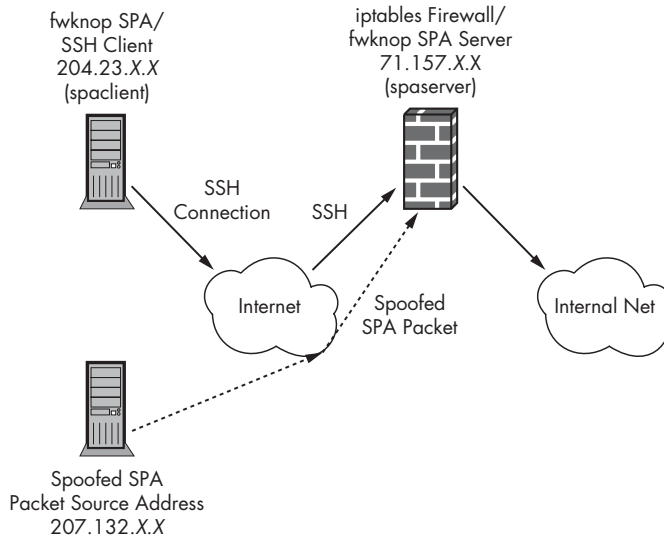 fwknop SPA/
SSH Client
204.23.X.X
(spaclient)
iptables Firewall/
fwknop SPA Server
71.157.X.X
(spaserver)
SSH
Connection
SSH
Internet
Spoofed
SPA Packet
Internal Net
Spoofed SPA
Packet Source Address
207.132.X.X